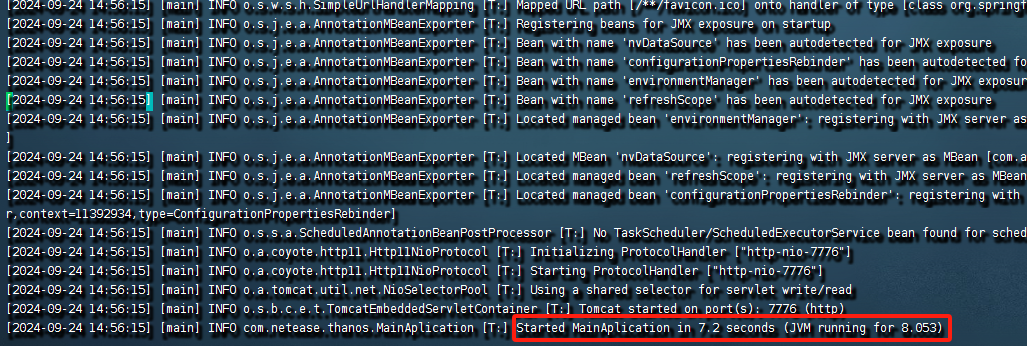 [2024-09-24 14:56:15] [main] INFO o.s.w.s.h.SimpleUrlHandlerMapping [T:] Mapped URL path [/**/favicon.ico] onto handler of type [class org.springf
[2024-09-24 14:56:15] [main] INFO o.s.j.e.a.AnnotationMBeanExporter [T:] Registering beans for JMX exposure on startup
[2024-09-24 14:56:15] [main] INFO o.s.j.e.a.AnnotationMBeanExporter [T:] Bean with name 'nvDataSource' has been autodetected for JMX exposure
[2024-09-24 14:56:15] [main] INFO o.s.j.e.a.AnnotationMBeanExporter [T:] Bean with name 'configurationPropertiesRebinder' has been autodetected fo
[2024-09-24 14:56:15] [main] INFO o.s.j.e.a.AnnotationMBeanExporter [T:] Bean with name 'environmentManager' has been autodetected for JMX exposur
[2024-09-24 14:56:15] [main] INFO o.s.j.e.a.AnnotationMBeanExporter [T:] Bean with name 'refreshScope' has been autodetected for JMX exposure
[2024-09-24 14:56:15] [main] INFO o.s.j.e.a.AnnotationMBeanExporter [T:] Located managed bean 'environmentManager': registering with JMX server as
]
[2024-09-24 14:56:15] [main] INFO o.s.j.e.a.AnnotationMBeanExporter [T:] Located MBean 'nvDataSource': registering with JMX server as MBean [com.a
[2024-09-24 14:56:15] [main] INFO o.s.j.e.a.AnnotationMBeanExporter [T:] Located managed bean 'refreshScope': registering with JMX server as MBean
[2024-09-24 14:56:15] [main] INFO o.s.j.e.a.AnnotationMBeanExporter [T:] Located managed bean 'configurationPropertiesRebinder': registering with
r,context=11392934,type=ConfigurationPropertiesRebinder]
[2024-09-24 14:56:15] [main] INFO o.s.s.a.ScheduledAnnotationBeanPostProcessor [T:] No TaskScheduler/ScheduledExecutorService bean found for sched
[2024-09-24 14:56:15] [main] INFO o.a.coyote.http11.Http11NioProtocol [T:] Initializing ProtocolHandler ["http-nio-7776"]
[2024-09-24 14:56:15] [main] INFO o.a.coyote.http11.Http11NioProtocol [T:] Starting ProtocolHandler ["http-nio-7776"]
[2024-09-24 14:56:15] [main] INFO o.a.tomcat.util.net.NioSelectorPool [T:] Using a shared selector for servlet write/read
[2024-09-24 14:56:15] [main] INFO o.s.b.c.e.t.TomcatEmbeddedServletContainer [T:] Tomcat started on port(s): 7776 (http)
[2024-09-24 14:56:15] [main] INFO com.netease.thanos.MainAplication [T:] Started MainAplication in 7.2 seconds (JVM running for 8.053)